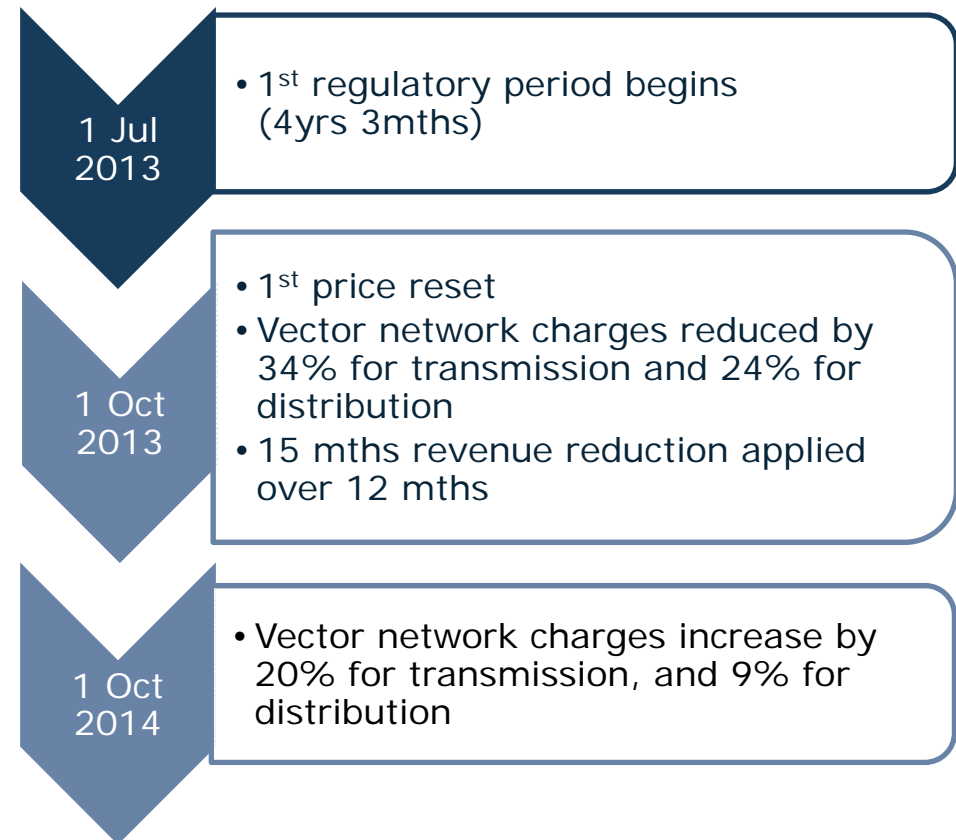 1 Jul
2013
• 1st regulatory period begins
(4yrs 3mths)
1 Oct
2013
• 1st price reset
• Vector network charges reduced by
34% for transmission and 24% for
distribution
• 15 mths revenue reduction applied
over 12 mths
1 Oct
2014
• Vector network charges increase by
20% for transmission, and 9% for
distribution